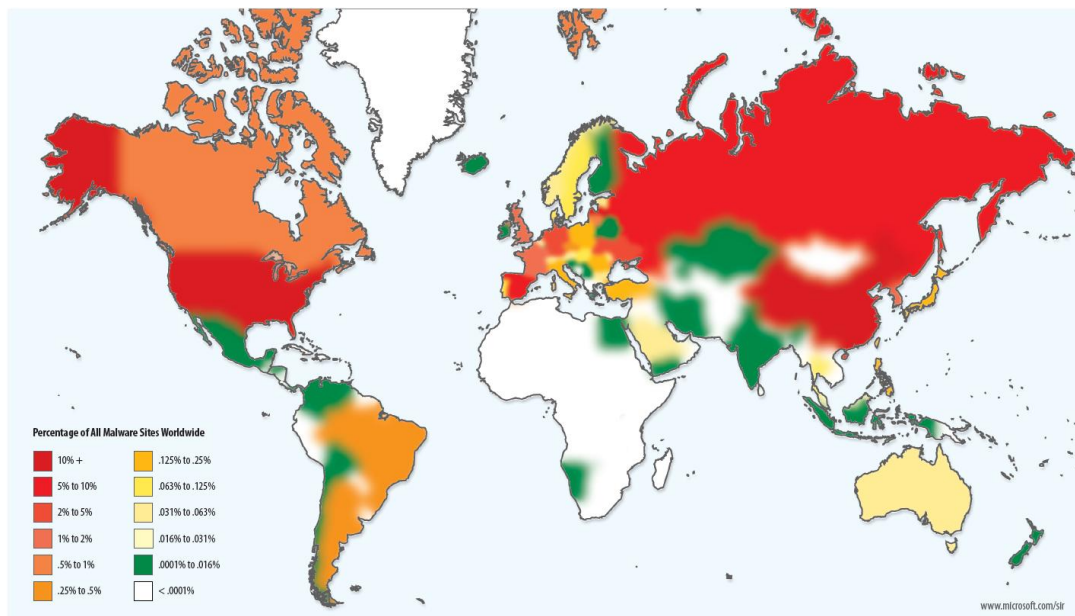 Percentage of All Malware Sites Worldwide
10% +
5% to 10%
2% to 5%
1% to 2%
.5% to 1%
.25% to .5%
.125% to .25%
.063% to .125%
.031% to .063%
.016% to .031%
.0001% to .016%
< .0001%
www.microsoft.com/sir